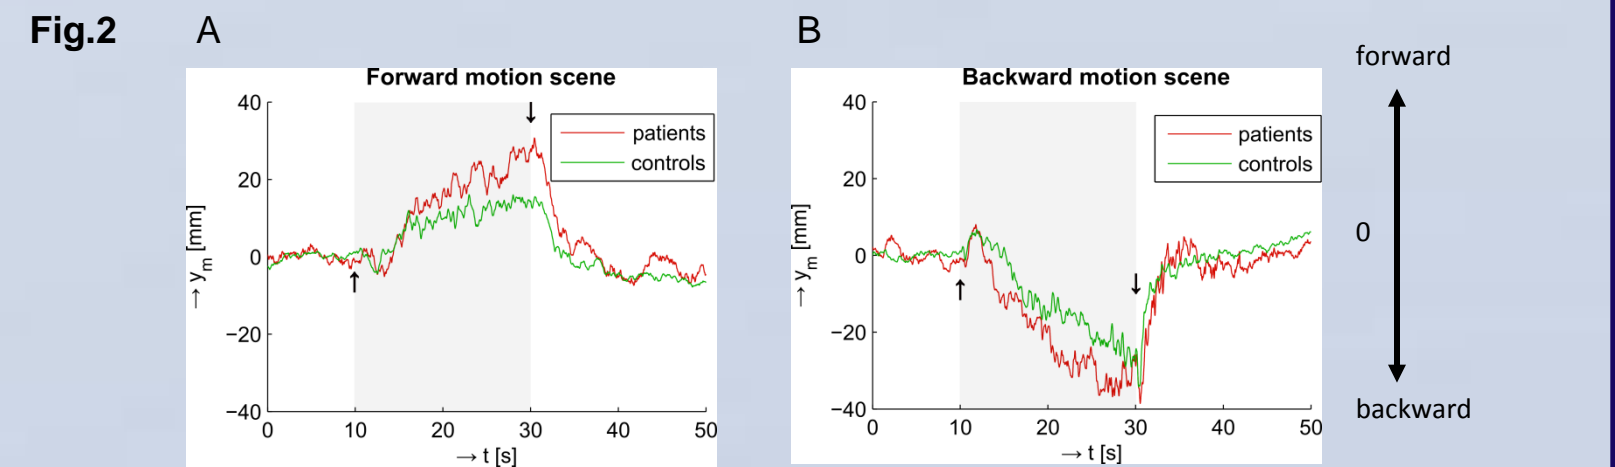 Fig.2
A
Forward motion scene
40
20
0
−20
−40
0 10 20 30 40 50
→ t [s]
→ ym [mm]
patients
controls
B
Backward motion scene
40
20
0
−20
−40
0 10 20 30 40 50
→ t [s]
→ ym [mm]
patients
controls
forward
0
backward